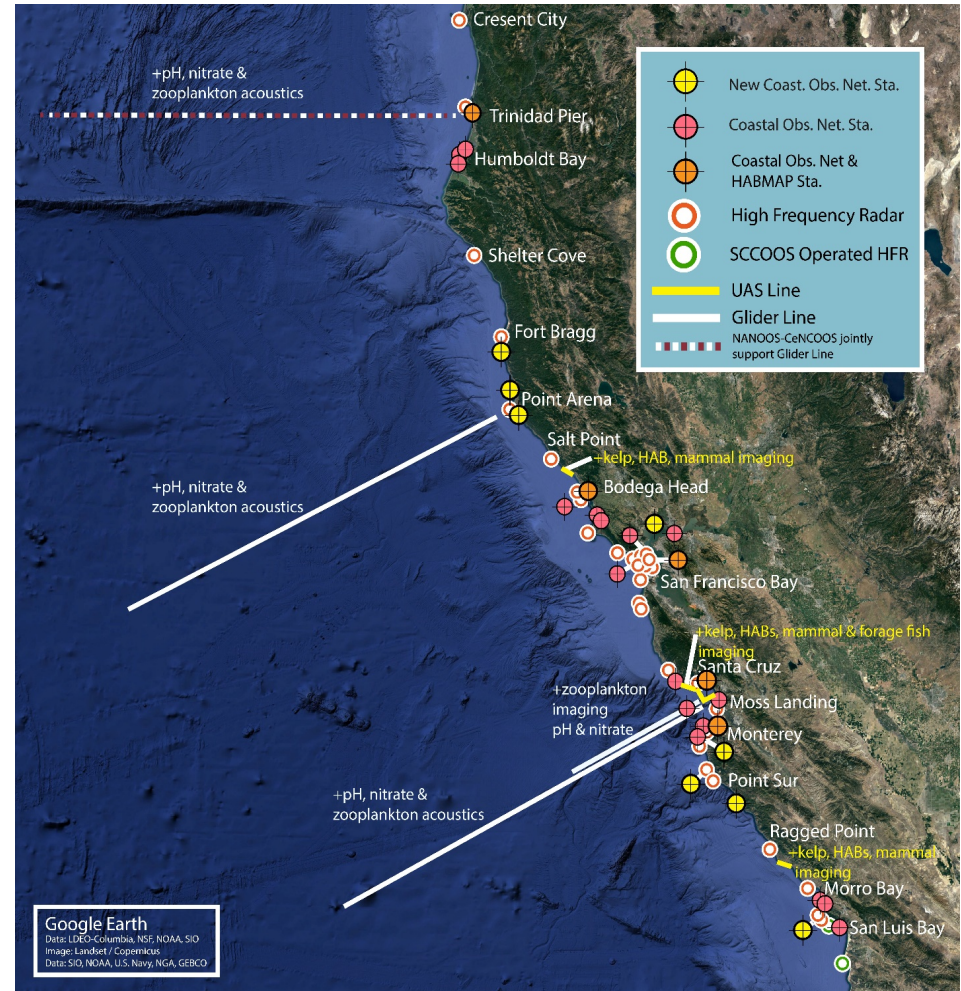 Cresent City
+pH, nitrate &
zooplankton acoustics
Trinidad Pier
Humboldt Bay
Shelter Cove
Fort Bragg
Point Arena
Salt Point
+kelp, HAB, mammal imaging
Bodega Head
+pH, nitrate &
zooplankton acoustics
San Francisco Bay
+kelp, HABs, mammal & forage fish
imaging
Santa Cruz
+zooplankton
imaging
pH & nitrate
Moss Landing
Monterey
Point Sur
+pH, nitrate &
zooplankton acoustics
Ragged Point
+kelp, HABs, mammal
imaging
Morro Bay
San Luis Bay
New Coast. Obs. Net. Sta.
Coastal Obs. Net. Sta.
Coastal Obs. Net &
HABMAP Sta.
High Frequency Radar
SCCOOS Operated HFR
UAS Line
Glider Line
NANOOS-CeNCOOS jointly
support Glider Line
Google Earth
Data: LDEO-Columbia, NSF, NOAA, SIO
Image: Landset / Copernicus
Data: SIO, NOAA, U.S. Navy, NGA, GEBCO